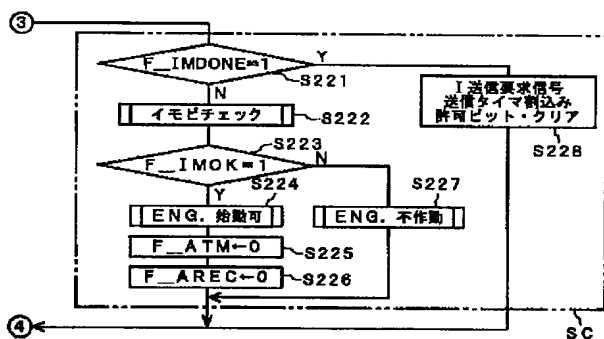 ③
F＿IMDONE＝1
Y
S221
N
イモビチェック
S222
I 送信要求信号
送信タイマ割込み
許可ビット・クリア
S228
S223
F＿IMOK＝1
N
Y
S224
ENG. 始動可
S227
ENG. 不作動
F＿ATM←0
S225
F＿AREC←0
S226
④
SC